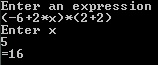 Enter an expression
(-6+2*x)*(2+2)
Enter x
5
=16